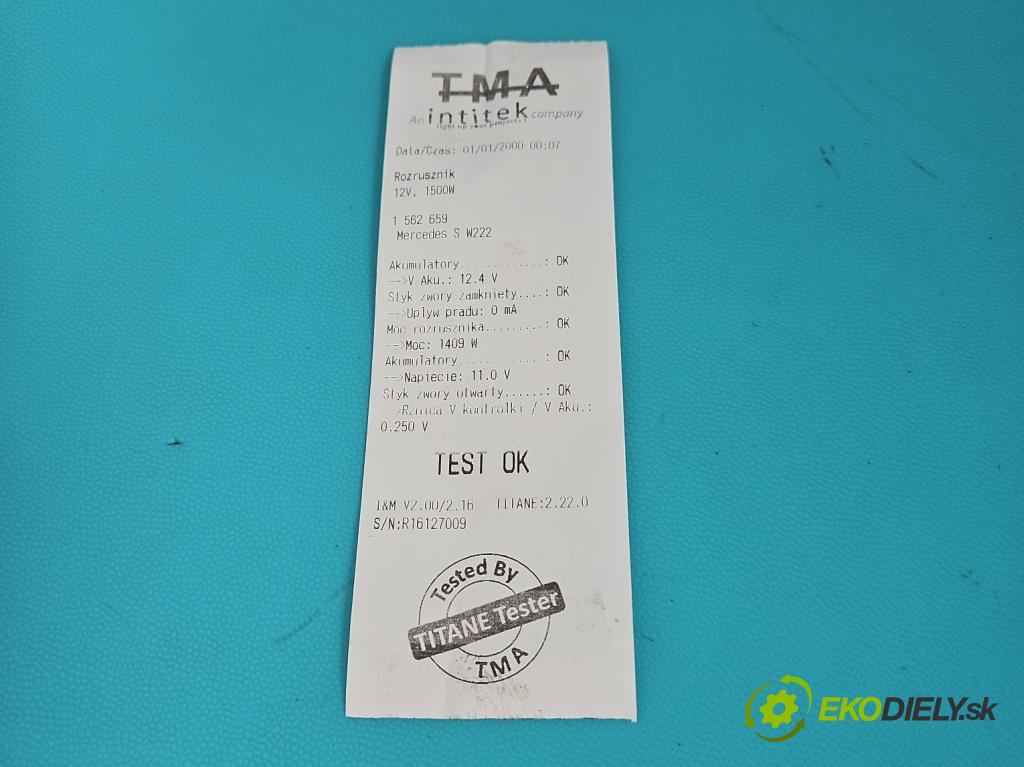 TMA
An intitek company
light up your projects!
Data/Czas: 01/01/2000 00:07
Rozrusznik
12V, 1500W
1 562 659
Mercedes S W222
Akumulatory.............: OK
-->V Aku.: 12.4 V
Styk zwory zamkniety....: OK
-->Uplyw pradu: 0 mA
Moc rozrusznika.........: OK
-->Moc: 1409 W
Akumulatory.............: OK
-->Napiecie: 11.0 V
Styk zwory otwarty......: OK
-->Rznica V kontrolki / V Aku.:
0.250 V
TEST OK
I&M V2.00/2.16 TITANE:2.22.0
S/N:R16127009
Tested By
TITANE Tester
TMA
EKODIELY.sk